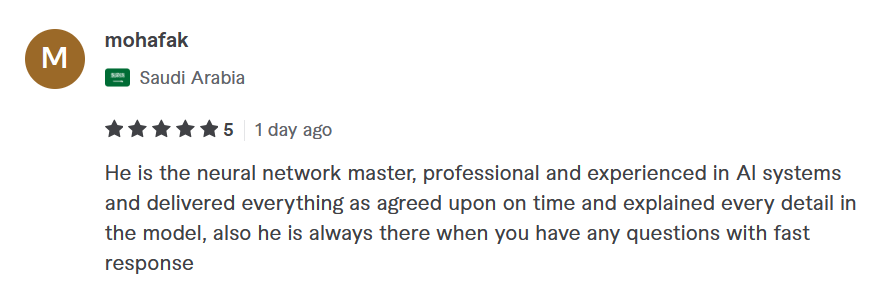 M
mohafak
Saudi Arabia
5 1 day ago
He is the neural network master, professional and experienced in AI systems
and delivered everything as agreed upon on time and explained every detail in
the model, also he is always there when you have any questions with fast
response